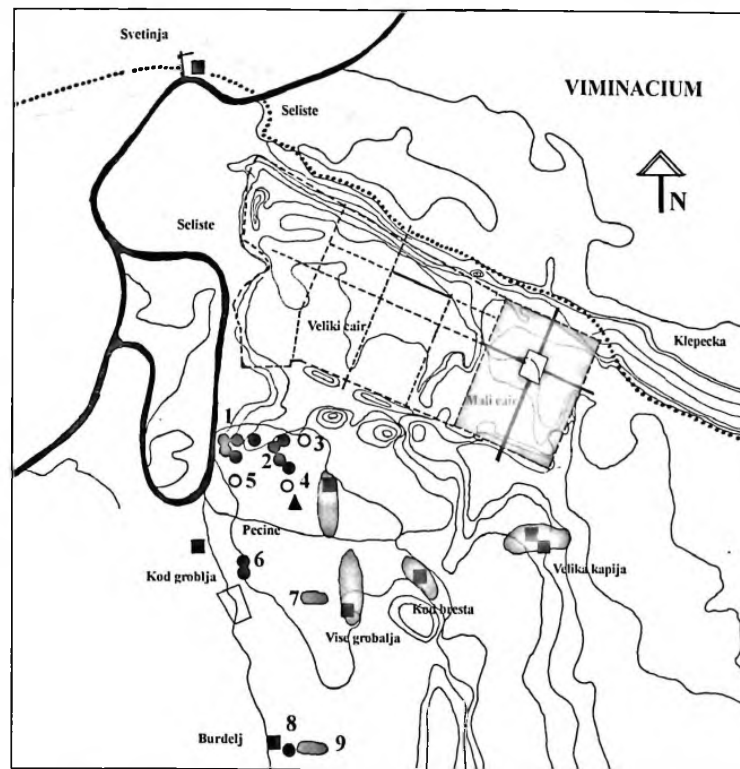 Svetinja
VIMINACIUM
Seliste
N
Seliste
Veliki cair
Klepecka
Mali cair
1
3
2
5
4
Pecine
Velika kapija
6
Kod groblja
7
Kod bresta
Vise grobalja
8
Burdelj
9